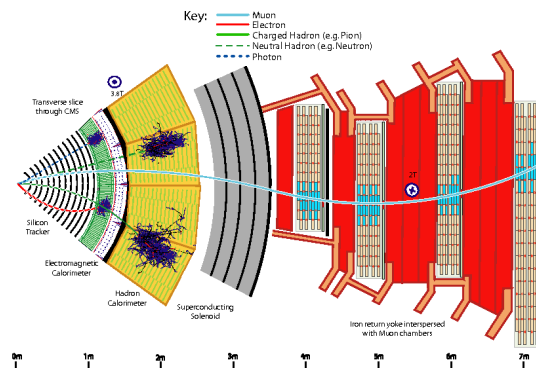 Key:
Muon
Electron
Charged Hadron (e.g. Pion)
Neutral Hadron (e.g. Neutron)
Photon
3.8T
Transverse slice
through CMS
2T
Silicon
Tracker
Electromagnetic
Calorimeter
Hadron
Calorimeter
Superconducting
Solenoid
Iron return yoke interspersed
with Muon chambers
0m 1m 2m 3m 4m 5m 6m 7m